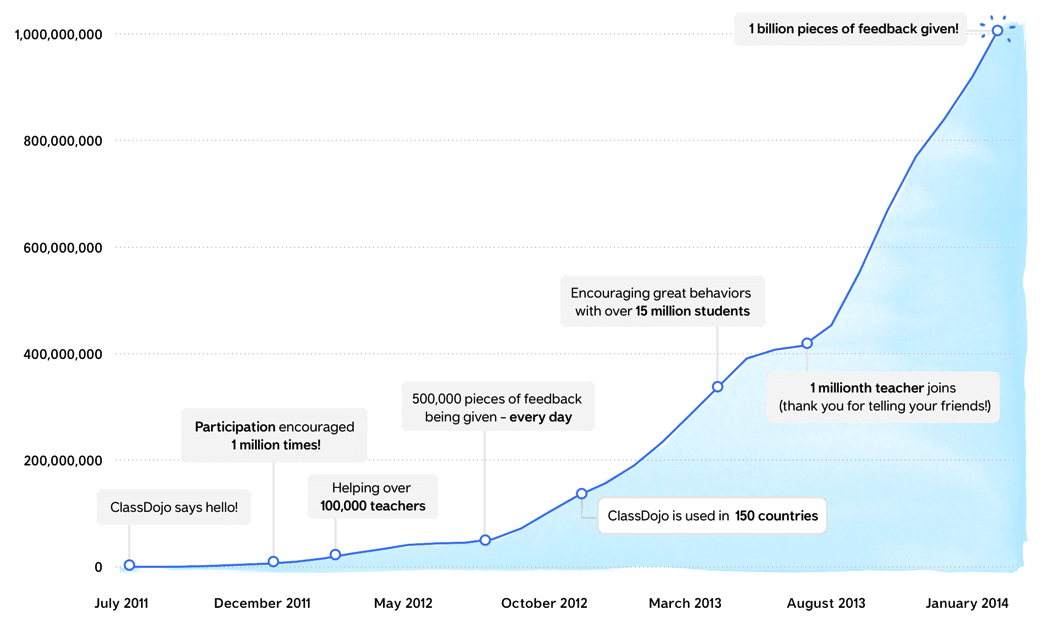 1,000,000,000
800,000,000
600,000,000
400,000,000
200,000,000
0
1 billion pieces of feedback given!
Encouraging great behaviors
with over 15 million students
1 millionth teacher joins
(thank you for telling your friends!)
500,000 pieces of feedback
being given – every day
Participation encouraged
1 million times!
Helping over
100,000 teachers
ClassDojo says hello!
ClassDojo is used in 150 countries
July 2011
December 2011
May 2012
October 2012
March 2013
August 2013
January 2014